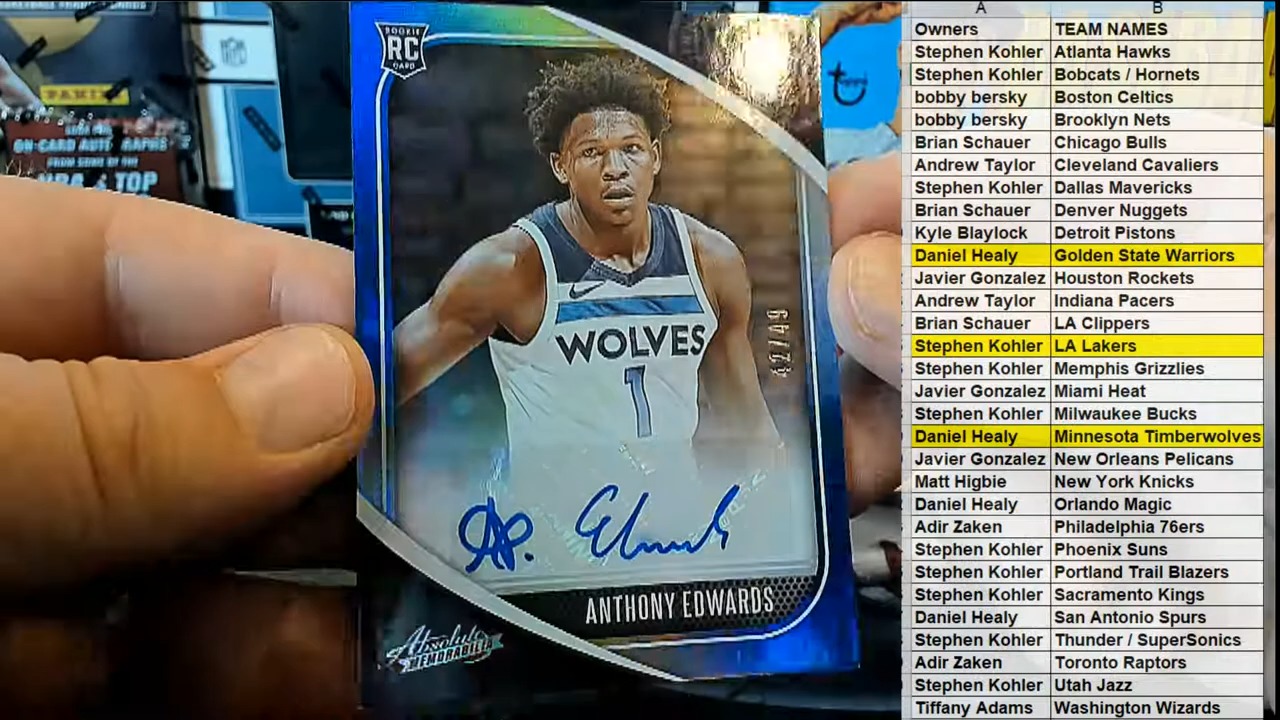 PANINI
ON-CARD AUTOGRAPHS
FROM SOME OF THE
NBA'S TOP
NFL
ROOKIE
RC
CARD
WOLVES
1
42/49
ANTHONY EDWARDS
Absolute
MEMORABILIA
topps
A B
Owners TEAM NAMES
Stephen Kohler Atlanta Hawks
Stephen Kohler Bobcats / Hornets
bobby bersky Boston Celtics
bobby bersky Brooklyn Nets
Brian Schauer Chicago Bulls
Andrew Taylor Cleveland Cavaliers
Stephen Kohler Dallas Mavericks
Brian Schauer Denver Nuggets
Kyle Blaylock Detroit Pistons
Daniel Healy Golden State Warriors
Javier Gonzalez Houston Rockets
Andrew Taylor Indiana Pacers
Brian Schauer LA Clippers
Stephen Kohler LA Lakers
Stephen Kohler Memphis Grizzlies
Javier Gonzalez Miami Heat
Stephen Kohler Milwaukee Bucks
Daniel Healy Minnesota Timberwolves
Javier Gonzalez New Orleans Pelicans
Matt Higbie New York Knicks
Daniel Healy Orlando Magic
Adir Zaken Philadelphia 76ers
Stephen Kohler Phoenix Suns
Stephen Kohler Portland Trail Blazers
Stephen Kohler Sacramento Kings
Daniel Healy San Antonio Spurs
Stephen Kohler Thunder / SuperSonics
Adir Zaken Toronto Raptors
Stephen Kohler Utah Jazz
Tiffany Adams Washington Wizards